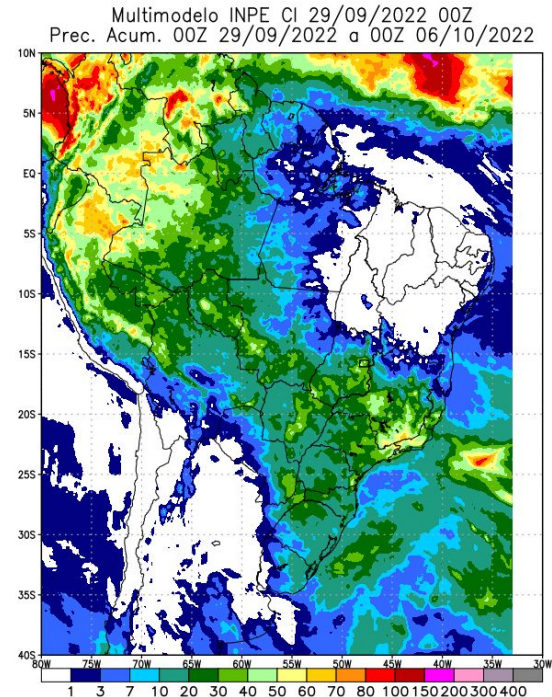 Multimodelo INPE CI 29/09/2022 00Z
Prec. Acum. 00Z 29/09/2022 a 00Z 06/10/2022
10N
5N
EQ
5S
10S
15S
20S
25S
30S
35S
40S
80W 75W 70W 65W 60W 55W 50W 45W 40W 35W 30W
1 3 7 10 20 30 40 50 60 70 80 100 150 200 300 400